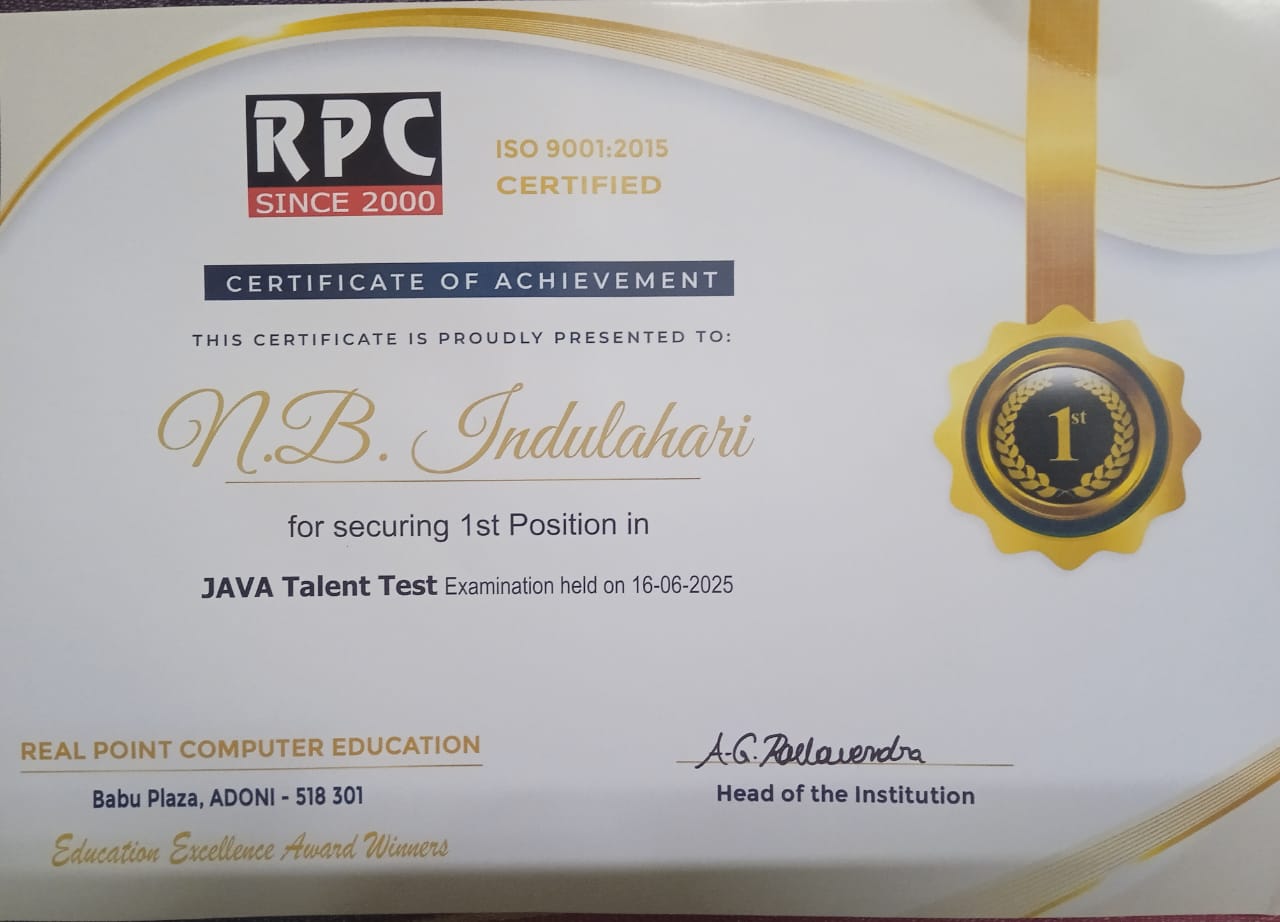 RPC
SINCE 2000
ISO 9001:2015
CERTIFIED
CERTIFICATE OF ACHIEVEMENT
THIS CERTIFICATE IS PROUDLY PRESENTED TO:
N.B. Indulahari
for securing 1st Position in
JAVA Talent Test Examination held on 16-06-2025
1st
REAL POINT COMPUTER EDUCATION
Babu Plaza, ADONI - 518 301
Education Excellence Award Winners
A.G.
Head of the Institution